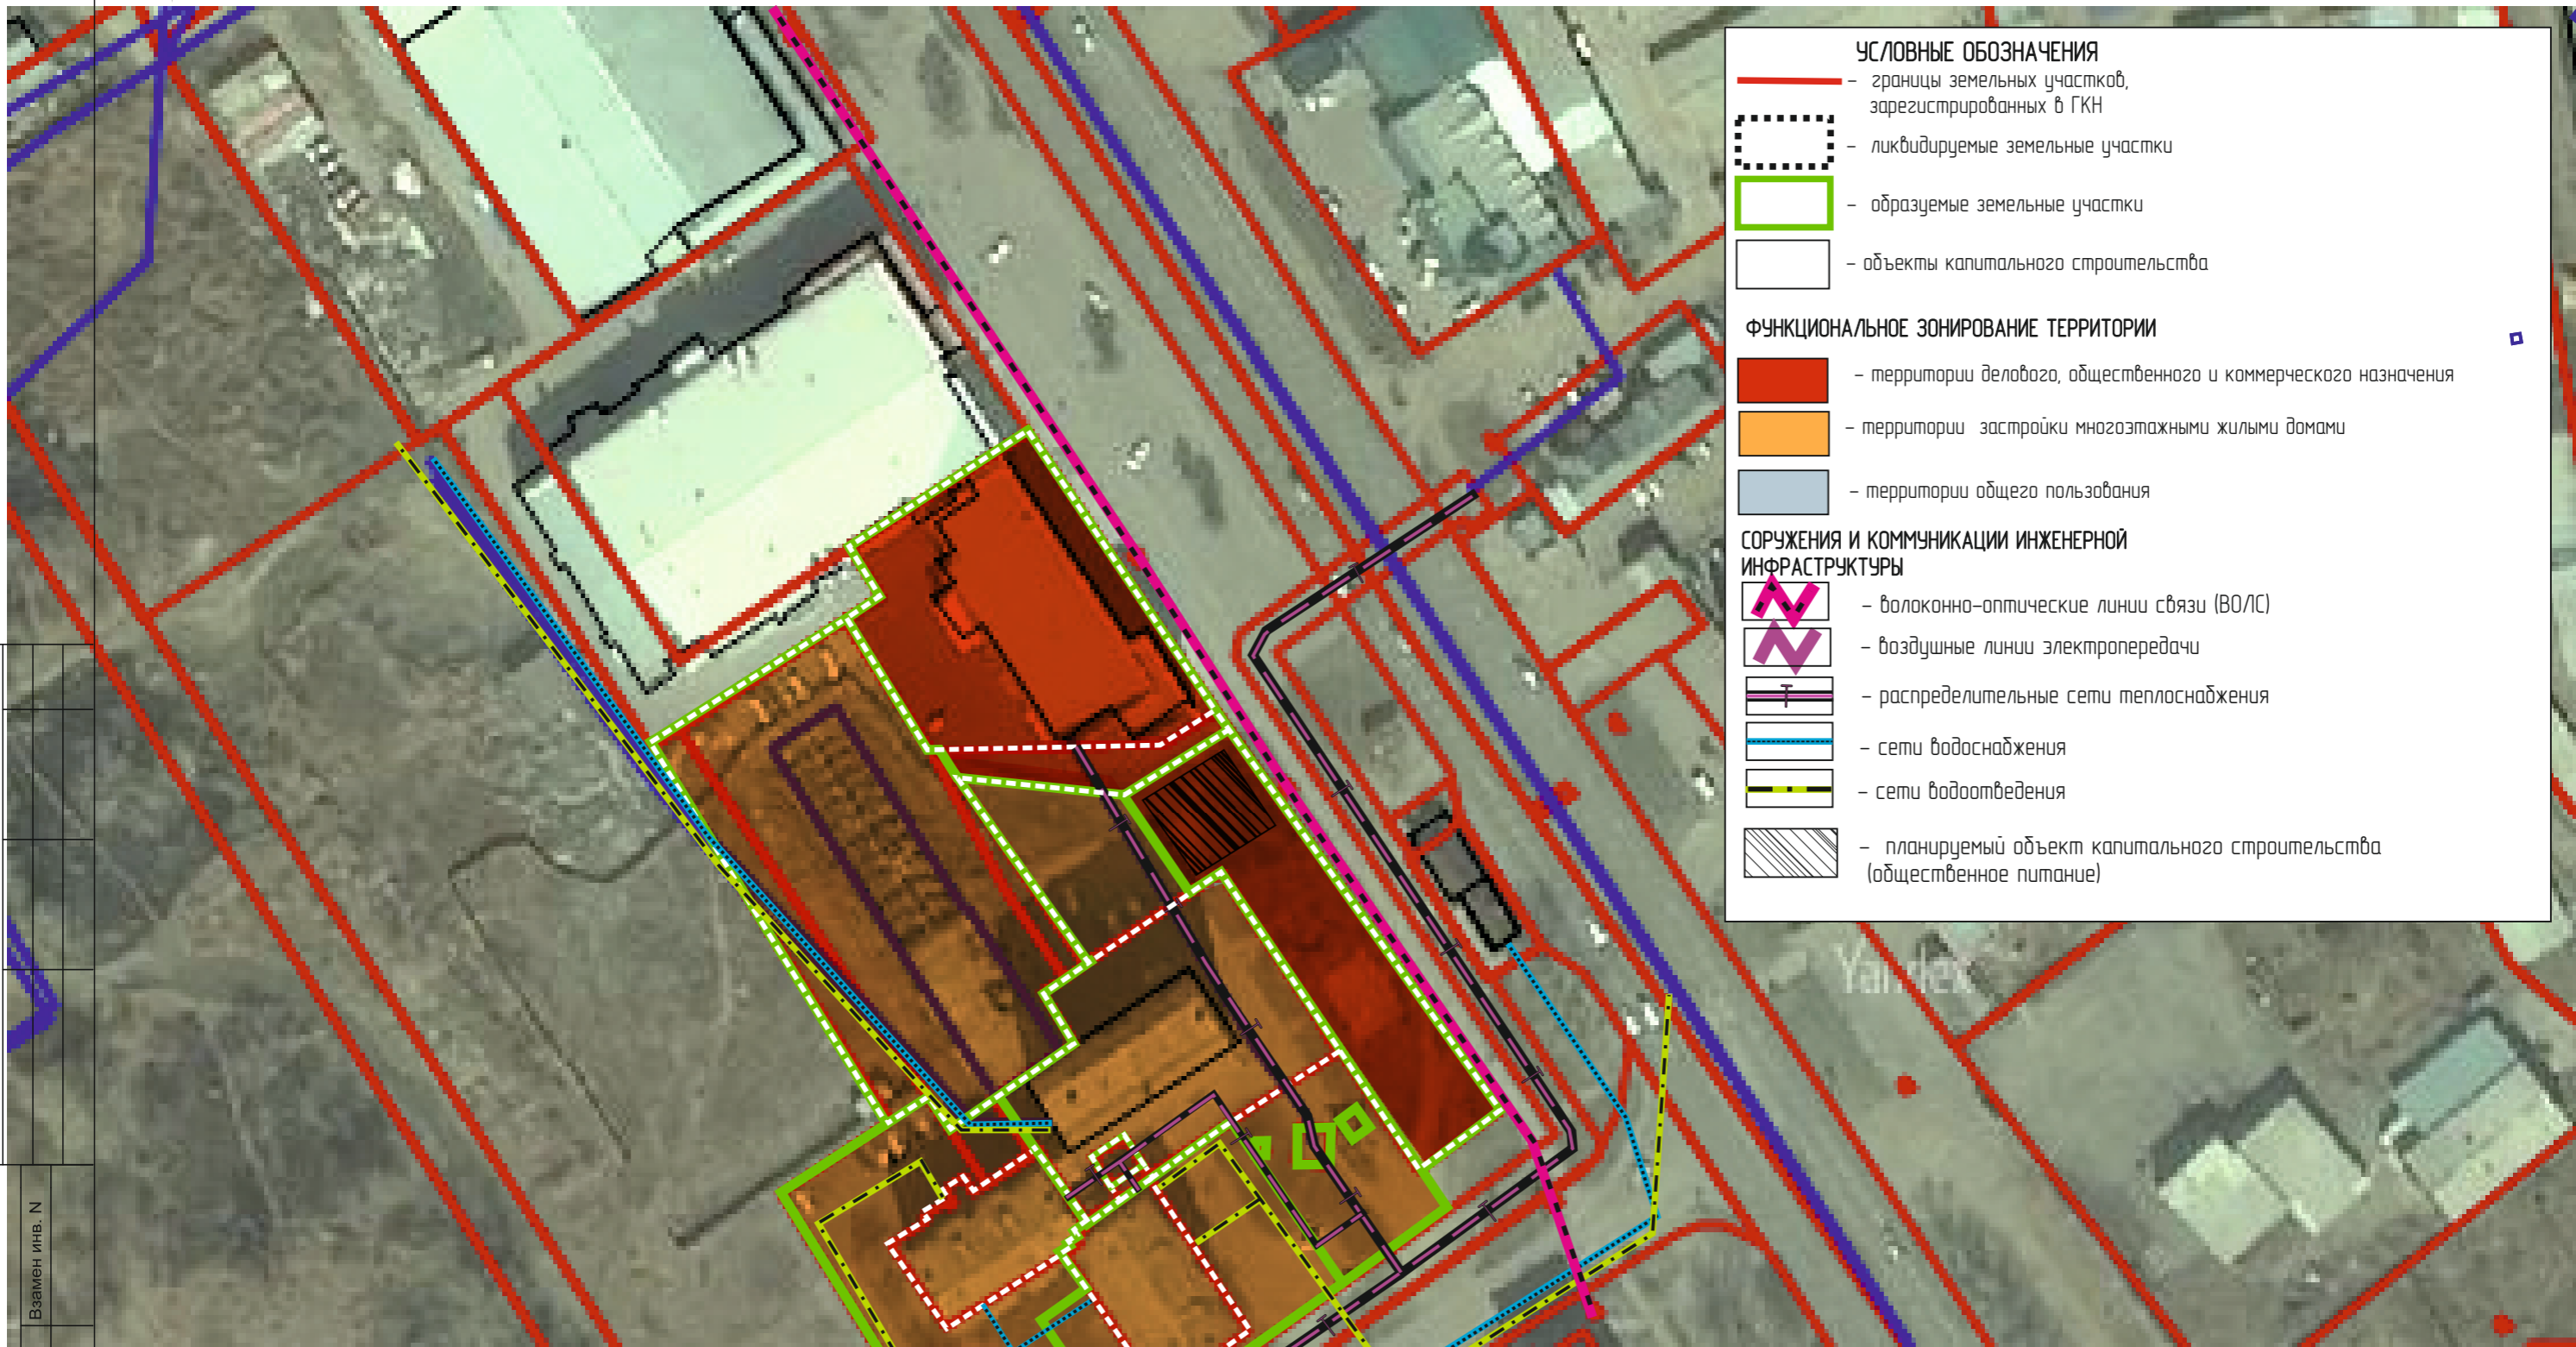 УСЛОВНЫЕ ОБОЗНАЧЕНИЯ
– границы земельных участков,
зарегистрированных в ГКН
– ликвидируемые земельные участки
– образуемые земельные участки
– объекты капитального строительства
ФУНКЦИОНАЛЬНОЕ ЗОНИРОВАНИЕ ТЕРРИТОРИИ
– территории делового, общественного и коммерческого назначения
– территории застройки многоэтажными жилыми домами
– территории общего пользования
СОРУЖЕНИЯ И КОММУНИКАЦИИ ИНЖЕНЕРНОЙ
ИНФРАСТРУКТУРЫ
– волоконно-оптические линии связи (ВОЛС)
– воздушные линии электропередачи
– распределительные сети теплоснабжения
– сети водоснабжения
– сети водоотведения
– планируемый объект капитального строительства
(общественное питание)
Yandex
Взамен инв. N